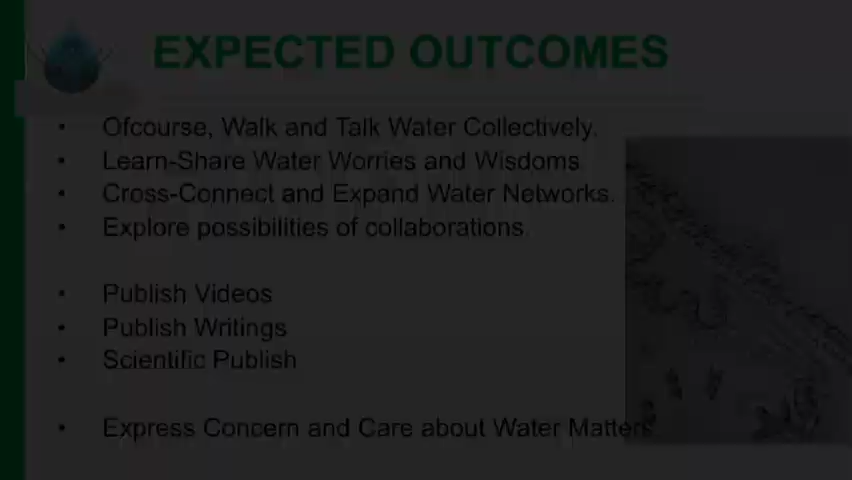 EXPECTED OUTCOMES
• Ofcourse, Walk and Talk Water Collectively.
• Learn-Share Water Worries and Wisdoms
• Cross-Connect and Expand Water Networks.
• Explore possibilities of collaborations.
• Publish Videos
• Publish Writings
• Scientific Publish
• Express Concern and Care about Water Matters